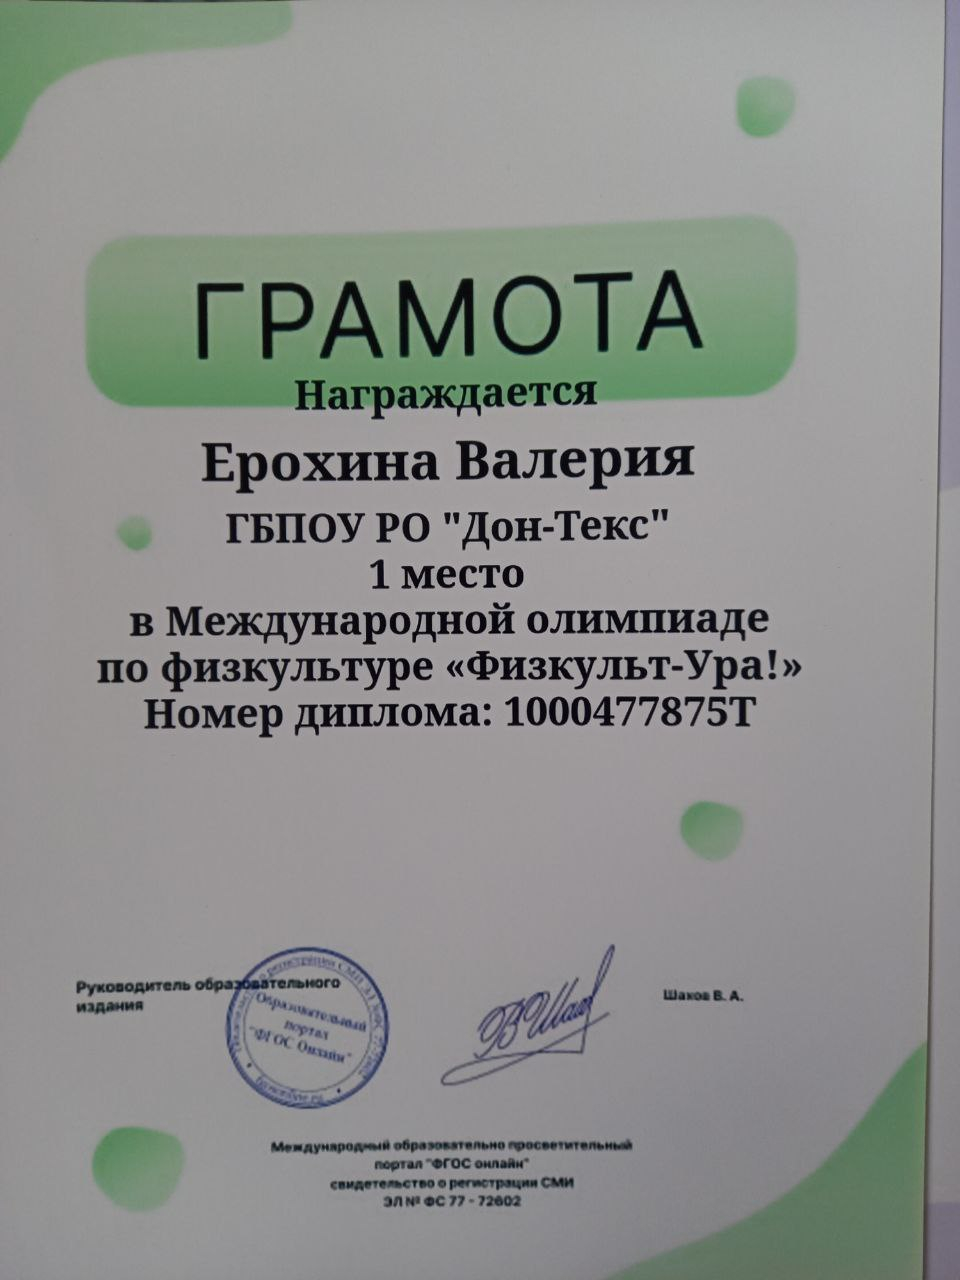 ГРАМОТА
Награждается
Ерохина Валерия
ГБПОУ РО "Дон-Текс"
1 место
в Международной олимпиаде
по физкультуре «Физкульт-Ура!»
Номер диплома: 1000477875Т
Руководитель образовательного
издания
Образовательный
портал
"ФГОС Онлайн"
Шахов В. А.
Международный образовательно просветительный
портал "ФГОС онлайн"
свидетельство о регистрации СМИ
ЭЛ № ФС 77 - 72602